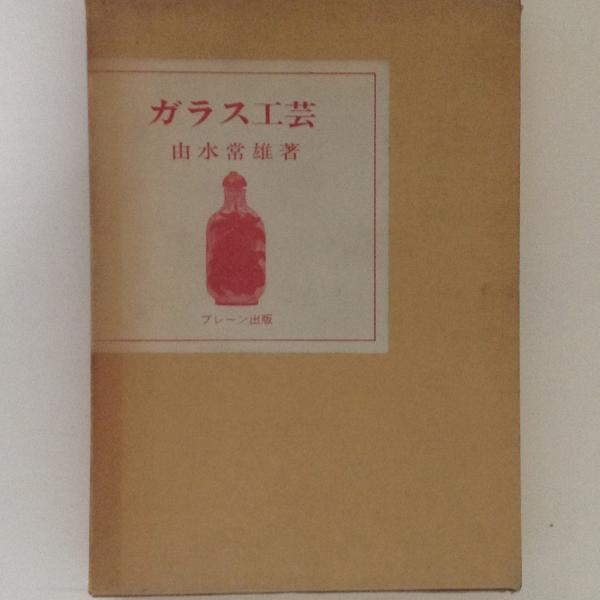 ガラス工芸
由水常雄著
ブレーン出版